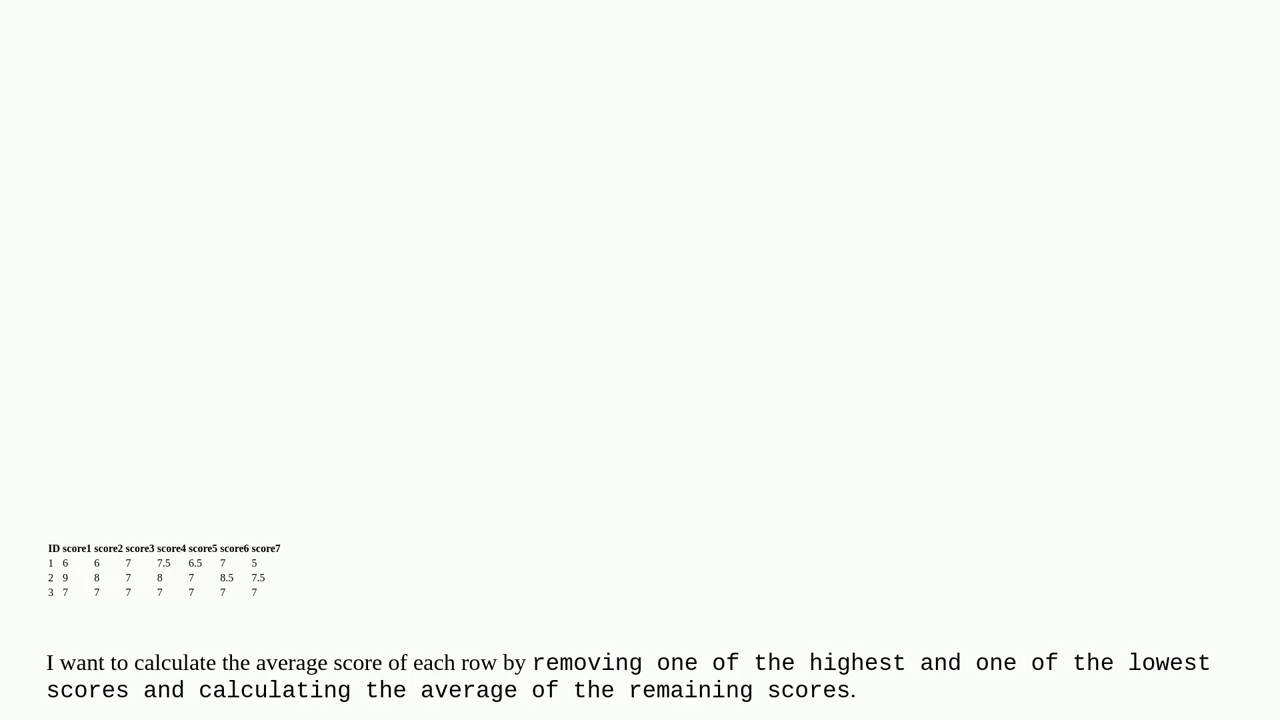 ID score1 score2 score3 score4 score5 score6 score7
1 6 6 7 7.5 6.5 7 5
2 9 8 7 8 7 8.5 7.5
3 7 7 7 7 7 7 7
I want to calculate the average score of each row by removing one of the highest and one of the lowest
scores and calculating the average of the remaining scores.